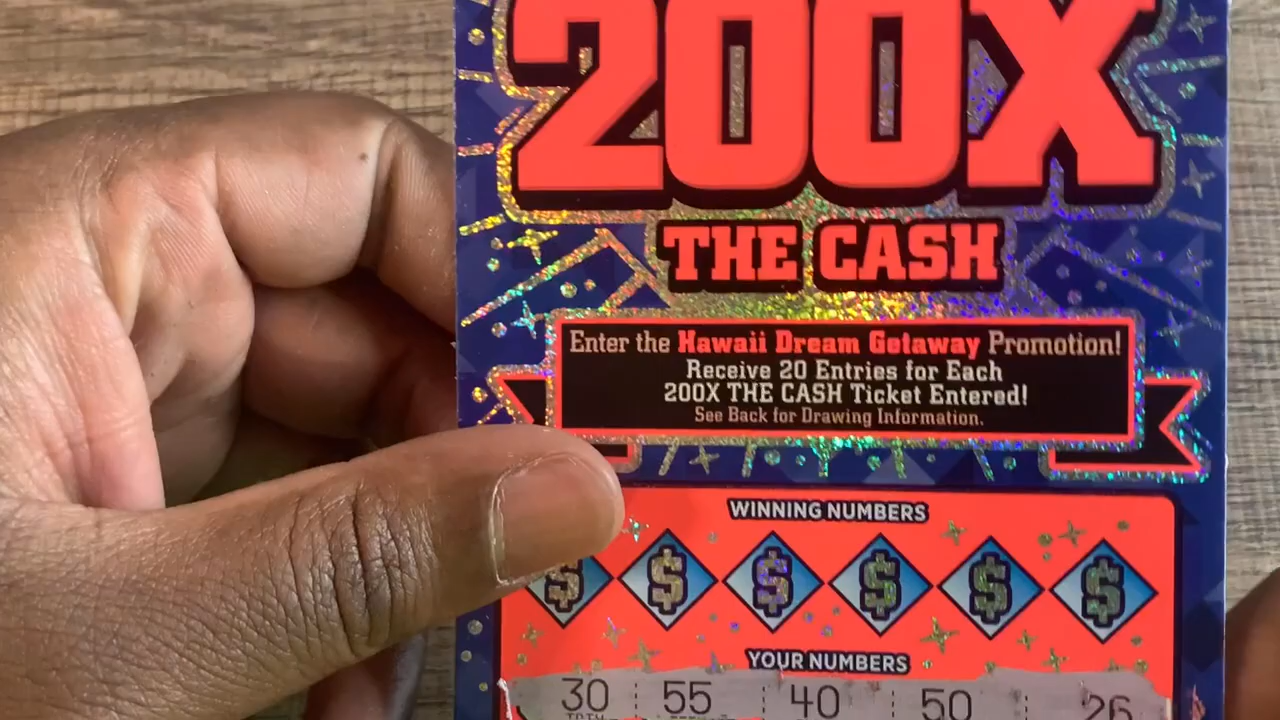 200X
THE CASH
Enter the Hawaii Dream Getaway Promotion!
Receive 20 Entries for Each
200X THE CASH Ticket Entered!
See Back for Drawing Information.
WINNING NUMBERS
$ $ $ $ $ $
YOUR NUMBERS
30 55 40 50 26